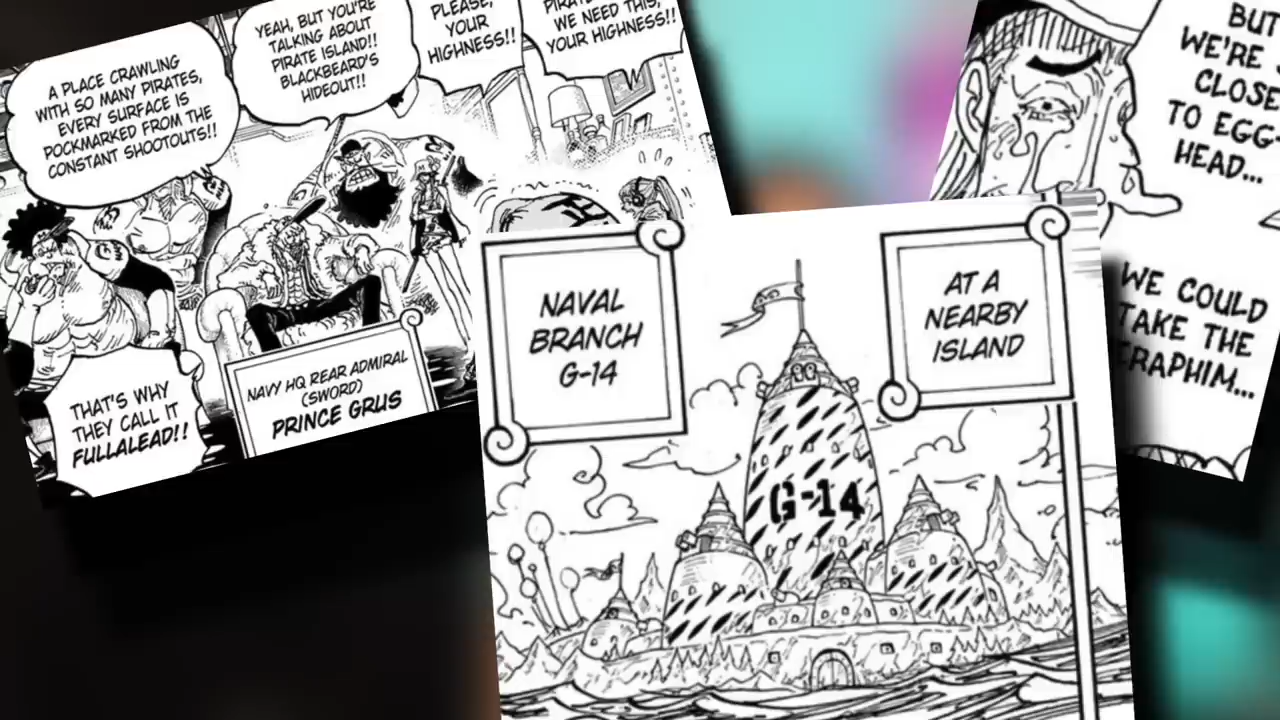 A PLACE CRAWLING
WITH SO MANY PIRATES,
EVERY SURFACE IS
POCKMARKED FROM THE
CONSTANT SHOOTOUTS!!
YEAH, BUT YOU'RE
TALKING ABOUT
PIRATE ISLAND!!
BLACKBEARD'S
HIDEOUT!!
PLEASE,
YOUR
HIGHNESS!!
WE NEED THIS,
YOUR HIGHNESS!!
THAT'S WHY
THEY CALL IT
FULLALEAD!!
NAVY HQ REAR ADMIRAL
(SWORD)
PRINCE GRUS
NAVAL
BRANCH
G-14
AT A
NEARBY
ISLAND
G-14
BUT
WE'RE
CLOSE
TO EGG-
HEAD...
WE COULD
TAKE THE
ERAPHIM...